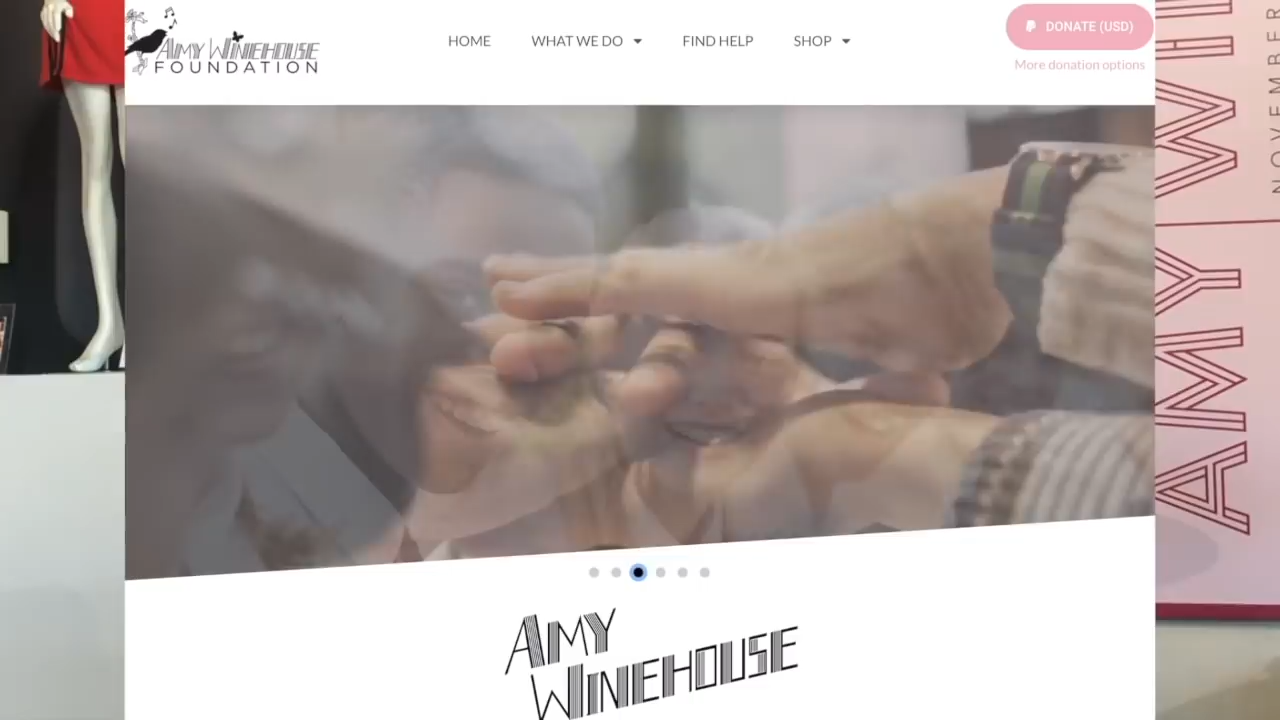 AMY WINEHOUSE
FOUNDATION
HOME
WHAT WE DO
FIND HELP
SHOP
DONATE (USD)
More donation options
AMY
WINEHOUSE
AMY WI
NOVEMBER